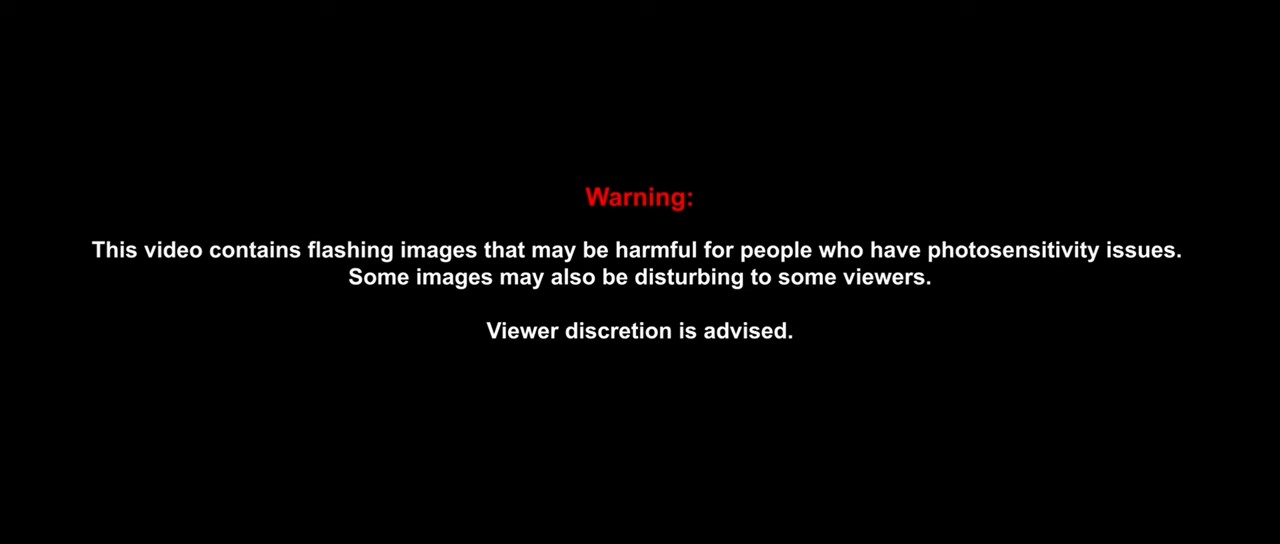 Warning:
This video contains flashing images that may be harmful for people who have photosensitivity issues.
Some images may also be disturbing to some viewers.
Viewer discretion is advised.